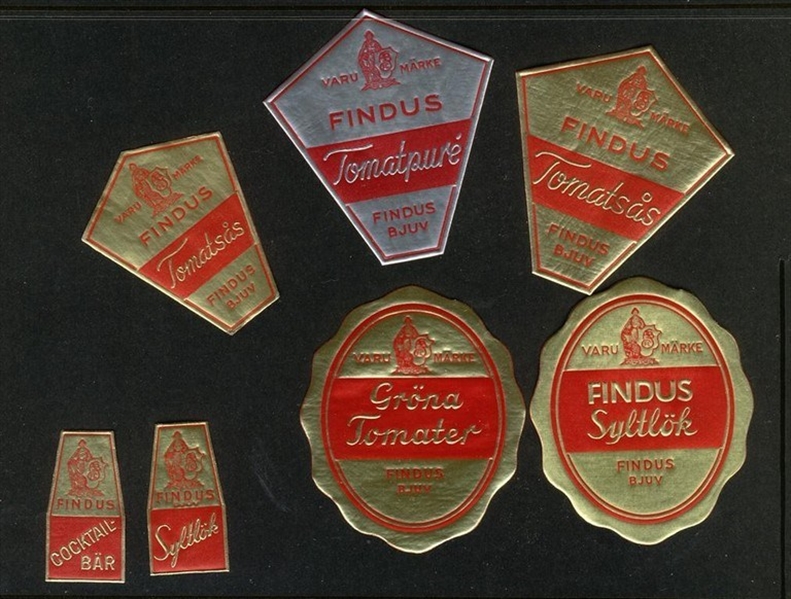 VARU MÄRKE
FINDUS
Tomatpuré
FINDUS
BJUV
VARU MÄRKE
FINDUS
Tomatsås
FINDUS
BJUV
VARU MÄRKE
FINDUS
Tomatsås
FINDUS
BJUV
VARU MÄRKE
Gröna
Tomater
FINDUS
BJUV
VARU MÄRKE
FINDUS
Syltlök
FINDUS
BJUV
FINDUS
COCKTAIL-
BÄR
FINDUS
Syltlök